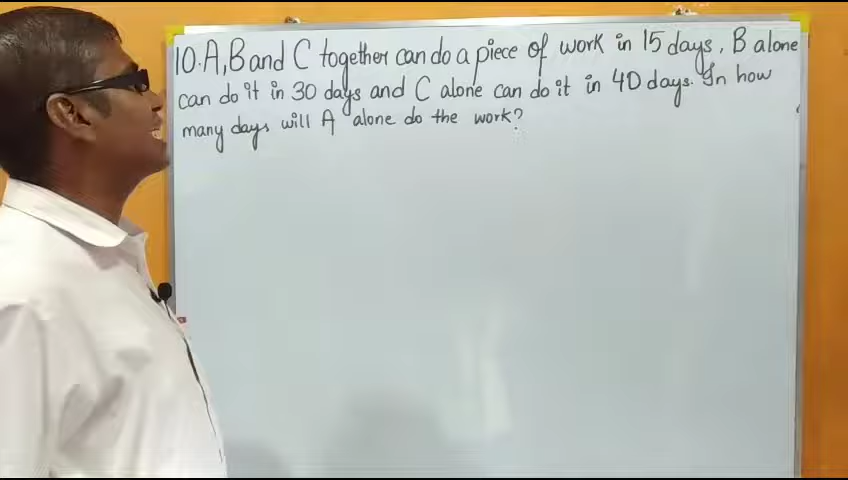 10. A, B and C together can do a piece of work in 15 days, B alone
can do it in 30 days and C alone can do it in 40 days. In how
many days will A alone do the work?